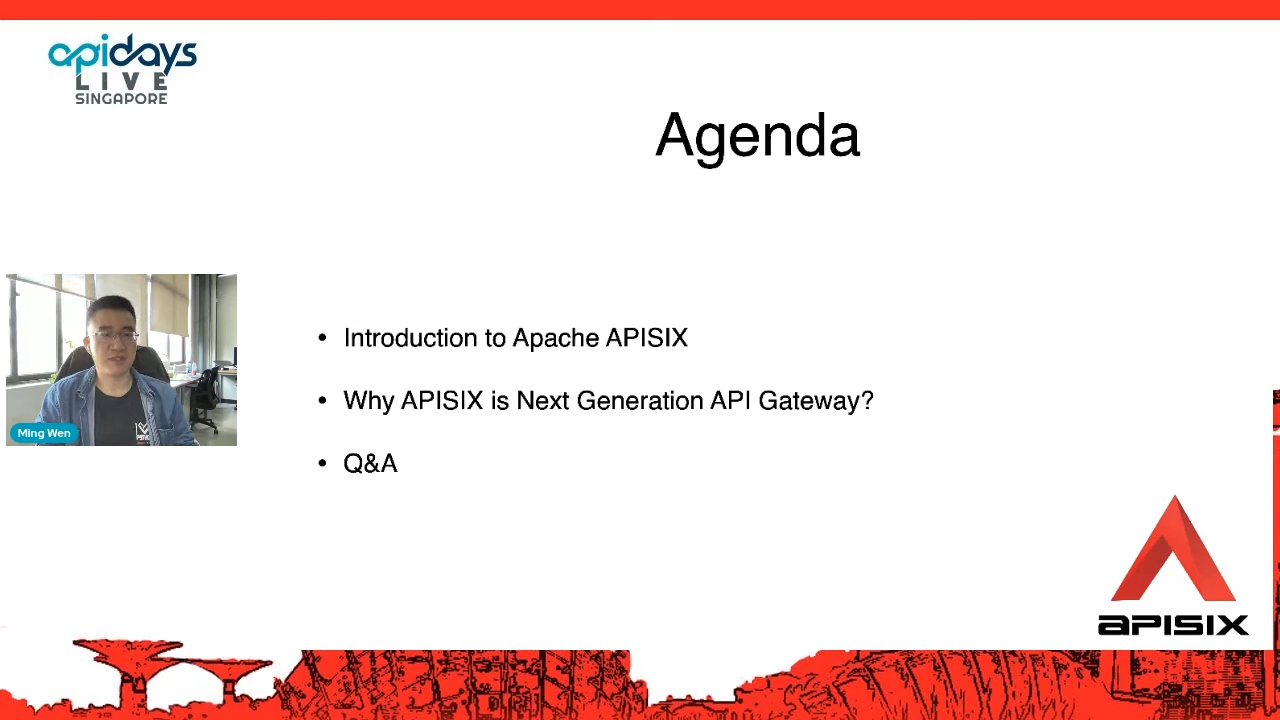 apidays
LIVE
SINGAPORE
Agenda
• Introduction to Apache APISIX
• Why APISIX is Next Generation API Gateway?
• Q&A
Ming Wen
APISIX